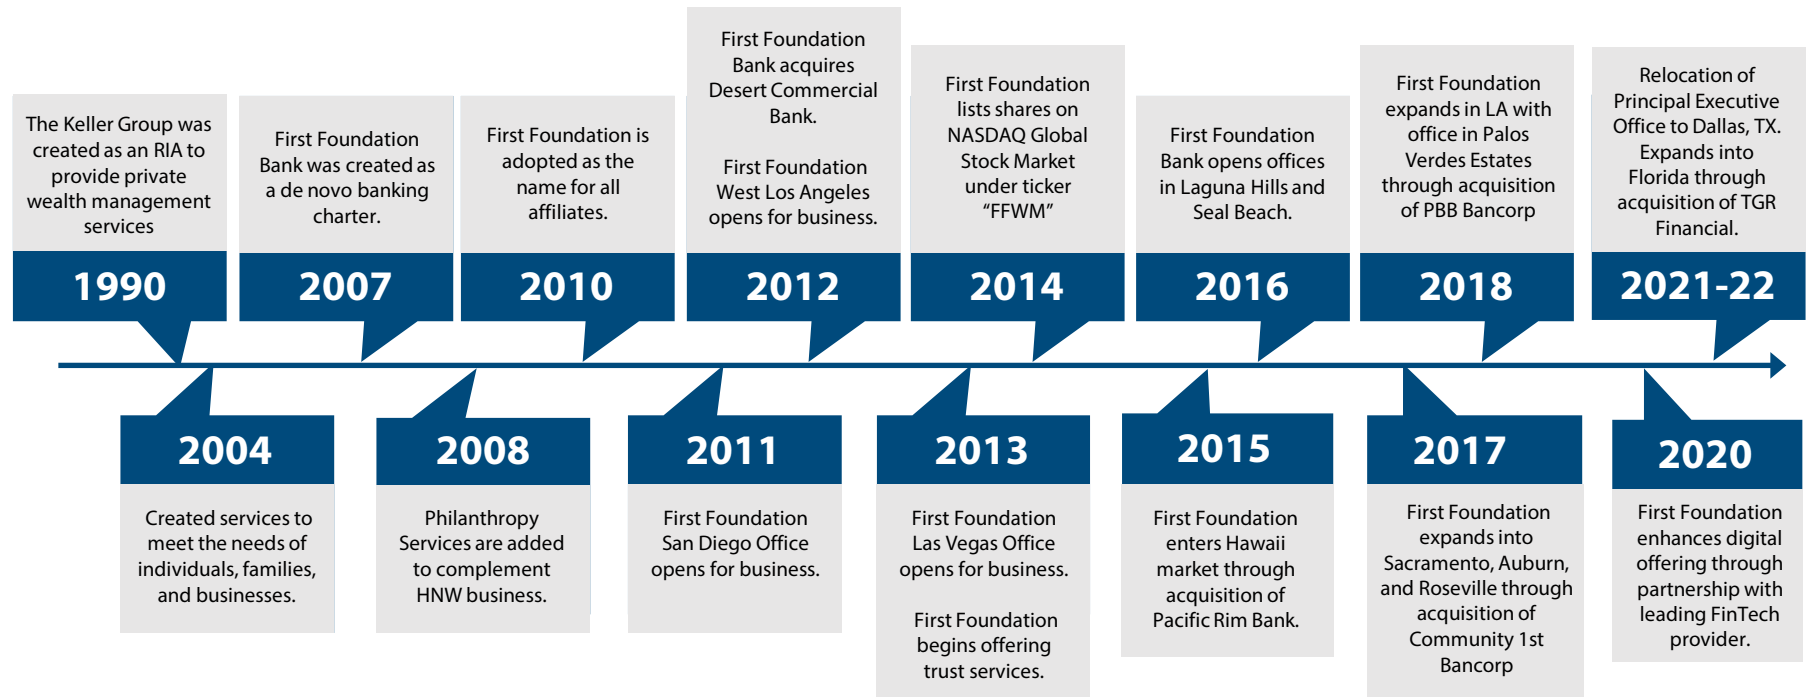 The Keller Group was
created as an RIA to
provide private
wealth management
services
1990
First Foundation
Bank was created as
a de novo banking
charter.
2007
First Foundation is
adopted as the
name for all
affiliates.
2010
First Foundation
Bank acquires
Desert Commercial
Bank.
First Foundation
West Los Angeles
opens for business.
2012
First Foundation
lists shares on
NASDAQ Global
Stock Market
under ticker
“FFWM”
2014
First Foundation
Bank opens offices
in Laguna Hills and
Seal Beach.
2016
First Foundation
expands in LA with
office in Palos
Verdes Estates
through acquisition
of PBB Bancorp
2018
Relocation of
Principal Executive
Office to Dallas, TX.
Expands into
Florida through
acquisition of TGR
Financial.
2021-22
2004
Created services to
meet the needs of
individuals, families,
and businesses.
2008
Philanthropy
Services are added
to complement
HNW business.
2011
First Foundation
San Diego Office
opens for business.
2013
First Foundation
Las Vegas Office
opens for business.
First Foundation
begins offering
trust services.
2015
First Foundation
enters Hawaii
market through
acquisition of
Pacific Rim Bank.
2017
First Foundation
expands into
Sacramento, Auburn,
and Roseville through
acquisition of
Community 1st
Bancorp
2020
First Foundation
enhances digital
offering through
partnership with
leading FinTech
provider.